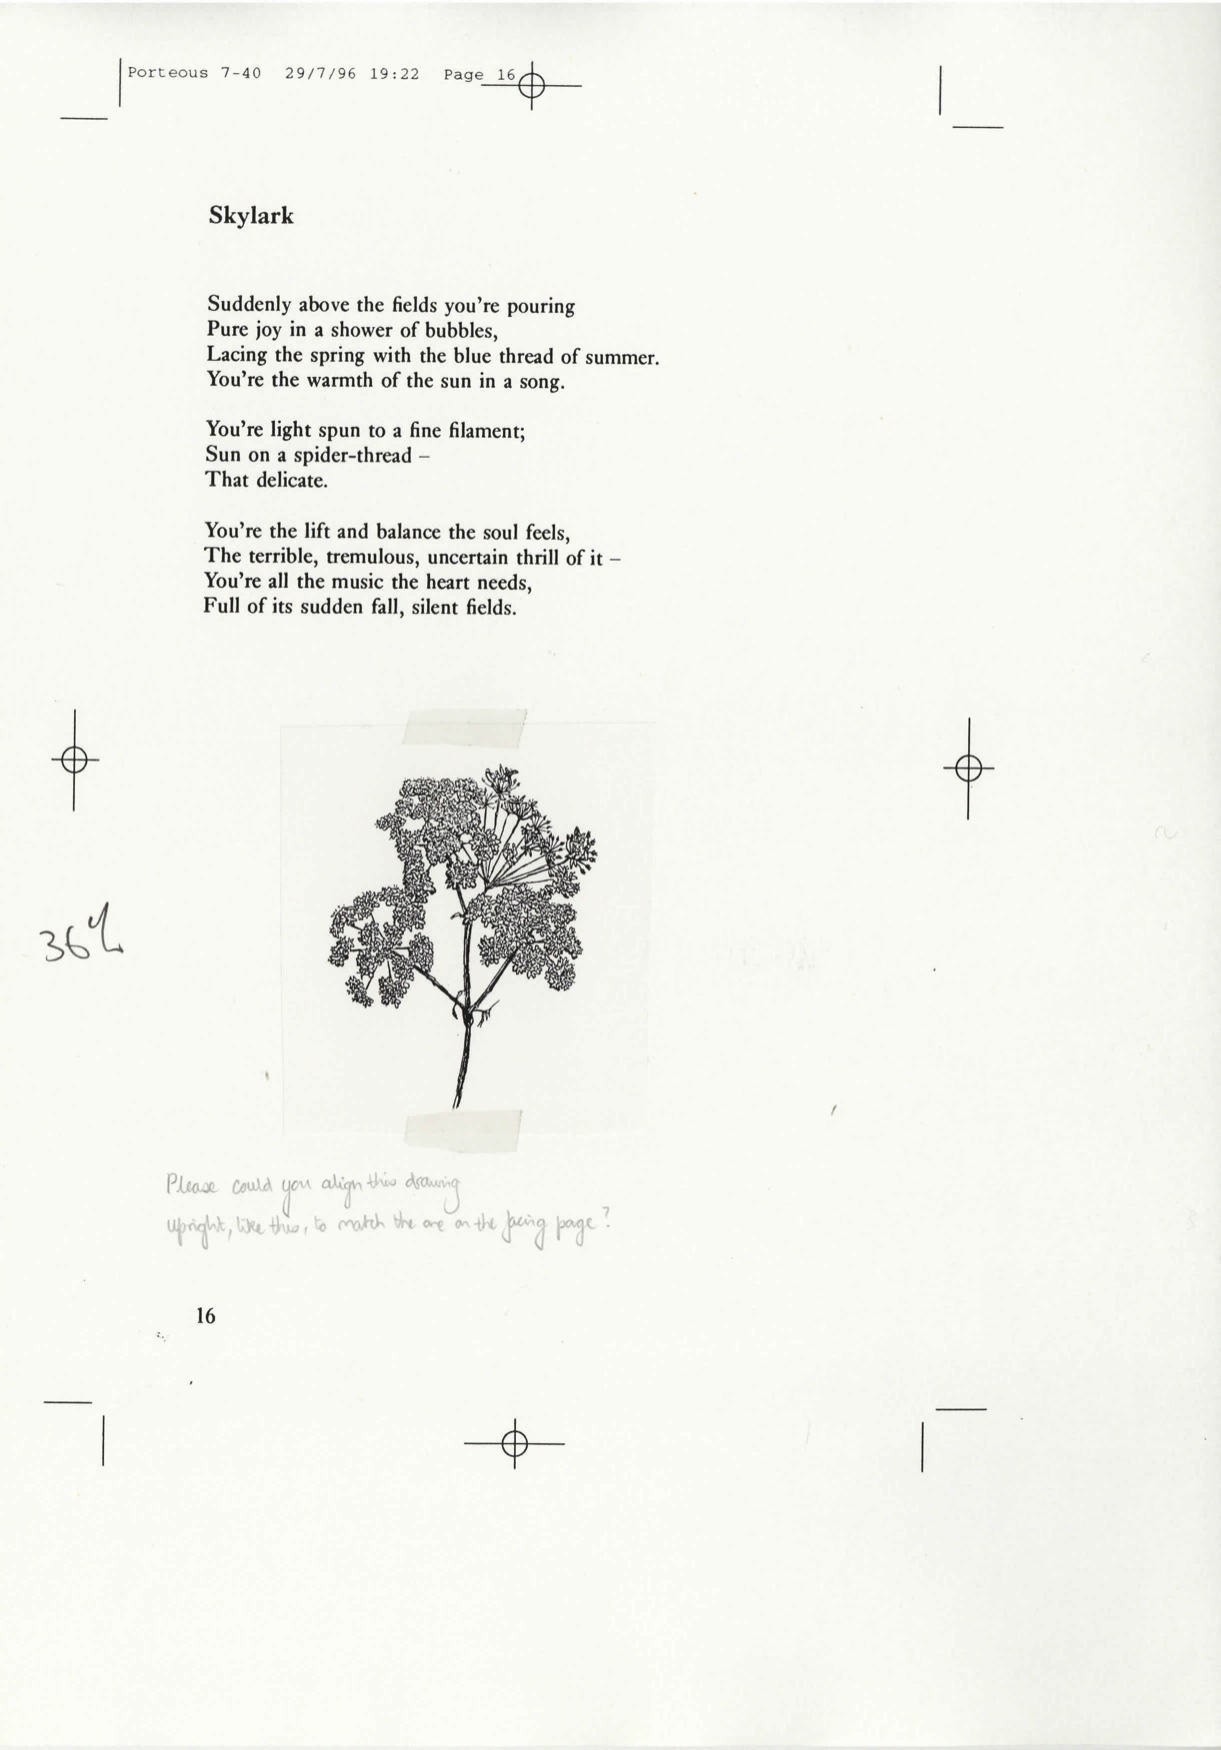 Porteous 7-40 29/7/96 19:22 Page 16
Skylark
Suddenly above the fields you're pouring
Pure joy in a shower of bubbles,
Lacing the spring with the blue thread of summer.
You're the warmth of the sun in a song.
You're light spun to a fine filament;
Sun on a spider-thread –
That delicate.
You're the lift and balance the soul feels,
The terrible, tremulous, uncertain thrill of it –
You're all the music the heart needs,
Full of its sudden fall, silent fields.
36%
Please could you align this drawing
upright, like this, to match the one on the facing page?
16